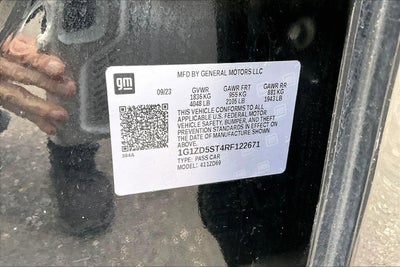 gm
MFD BY GENERAL MOTORS LLC
09/23 GVWR GAWR FRT GAWR RR
1836 KG 955 KG 881 KG
4048 LB 2105 LB 1943 LB
THIS VEHICLE CONFORMS TO ALL
APPLICABLE U.S. FEDERAL MOTOR
VEHICLE SAFETY, BUMPER, AND THEFT
PREVENTION STANDARDS IN EFFECT ON
THE DATE OF MANUFACTURE SHOWN
ABOVE.
1G1ZD5ST4RF122671
TYPE: PASS CAR
MODEL: 411ZD69